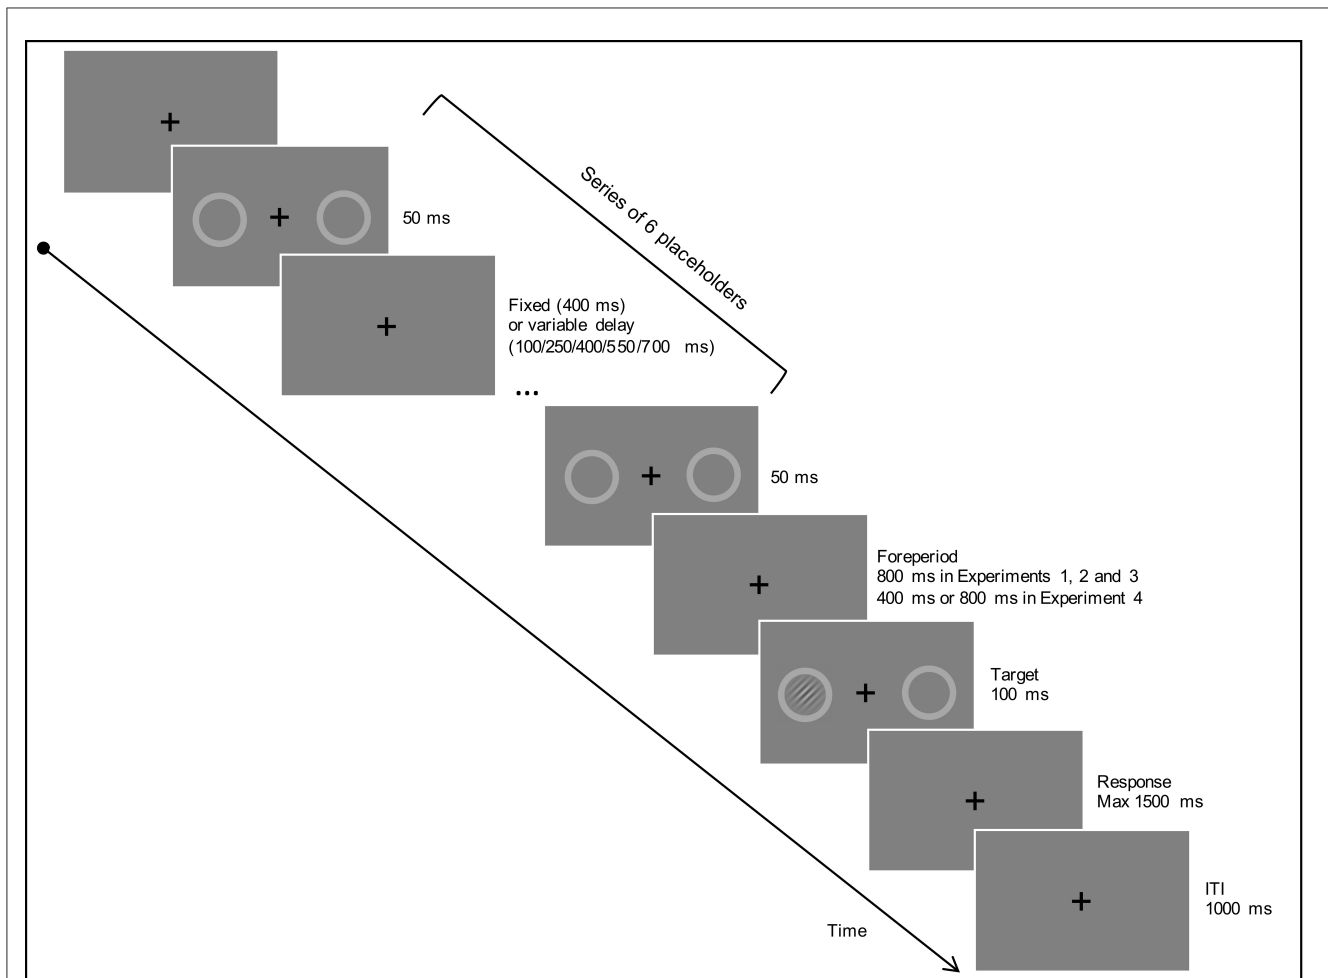 Series of 6 placeholders
50 ms
Fixed (400 ms)
or variable delay
(100/250/400/550/700 ms)
...
50 ms
Foreperiod
800 ms in Experiments 1, 2 and 3
400 ms or 800 ms in Experiment 4
Target
100 ms
Response
Max 1500 ms
ITI
1000 ms
Time